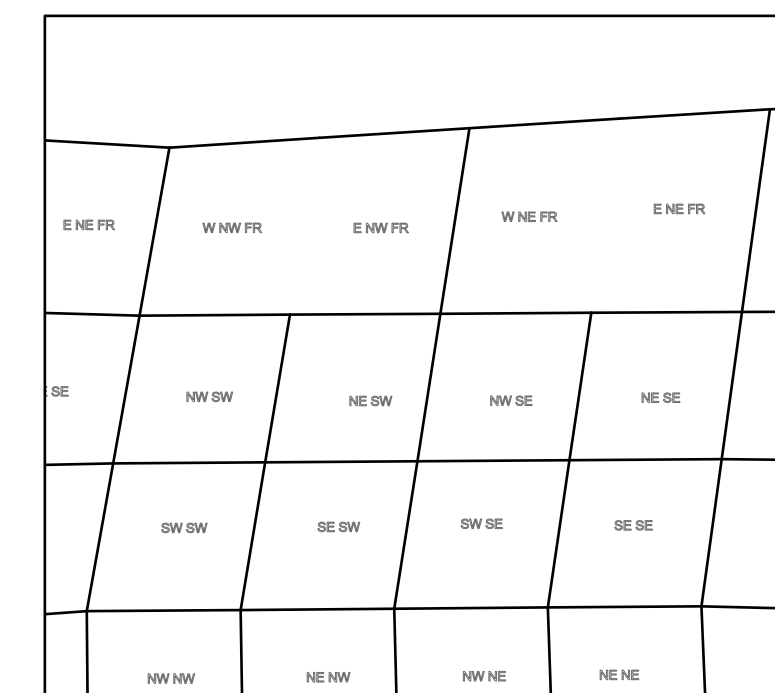 E NE FR
W NW FR
E NW FR
W NE FR
E NE FR
SE
NW SW
NE SW
NW SE
NE SE
SW SW
SE SW
SW SE
SE SE
NW NW
NE NW
NW NE
NE NE